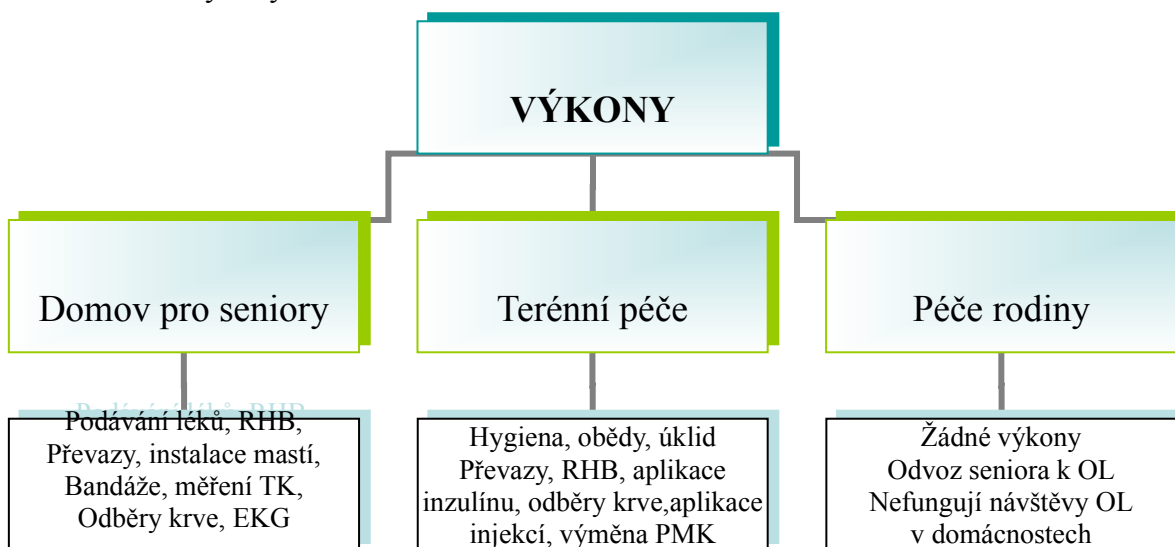 VÝKONY
Domov pro seniory
Terénní péče
Péče rodiny
Podávání léků, RHB,
Převazy, instalace mastí,
Bandáže, měření TK,
Odběry krve, EKG
Hygiena, obědy, úklid
Převazy, RHB, aplikace
inzulínu, odběry krve,aplikace
injekcí, výměna PMK
Žádné výkony
Odvoz seniora k OL
Nefungují návštěvy OL
v domácnostech